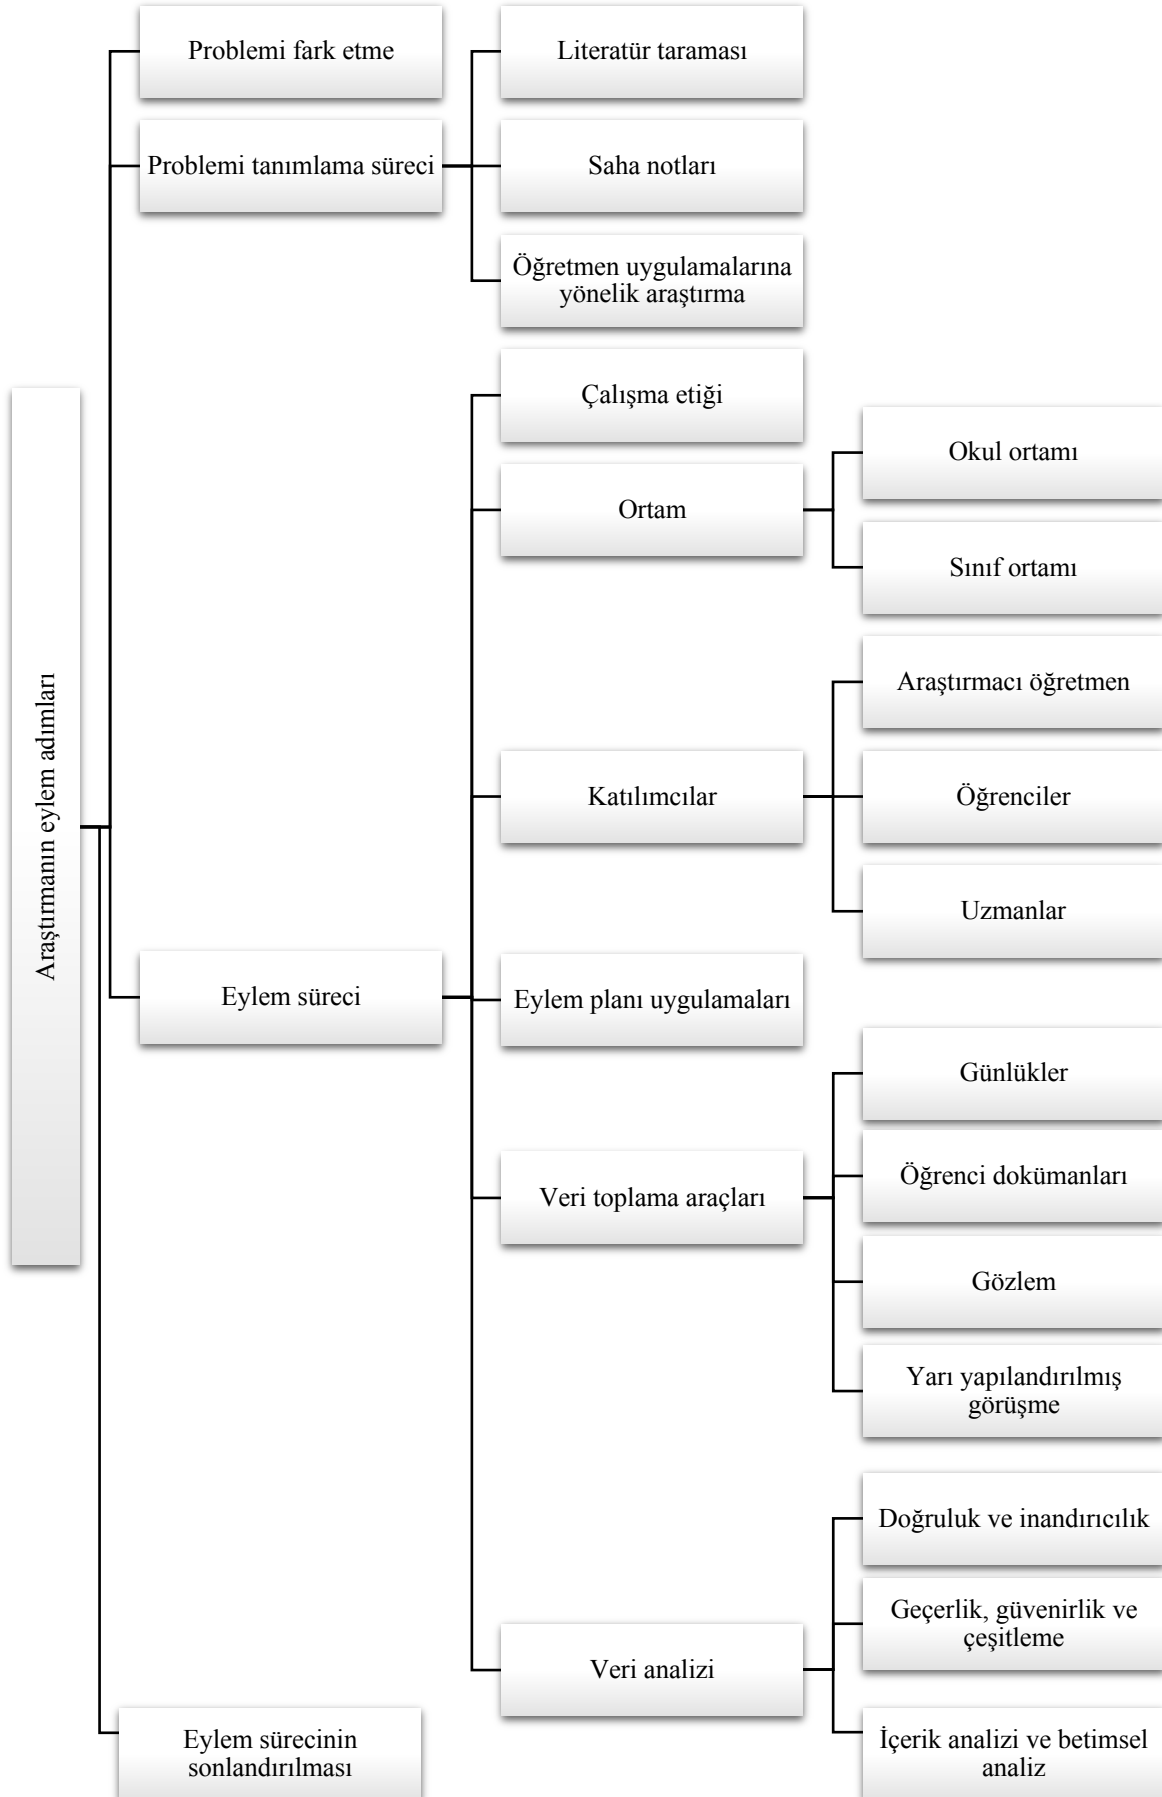 Araştırmanın eylem adımları
Problemi fark etme
Problemi tanımlama süreci
Literatür taraması
Saha notları
Öğretmen uygulamalarına
yönelik araştırma
Eylem süreci
Çalışma etiği
Ortam
Okul ortamı
Sınıf ortamı
Katılımcılar
Araştırmacı öğretmen
Öğrenciler
Uzmanlar
Eylem planı uygulamaları
Veri toplama araçları
Günlükler
Öğrenci dokümanları
Gözlem
Yarı yapılandırılmış
görüşme
Veri analizi
Doğruluk ve inandırıcılık
Geçerlik, güvenirlik ve
çeşitleme
İçerik analizi ve betimsel
analiz
Eylem sürecinin
sonlandırılması